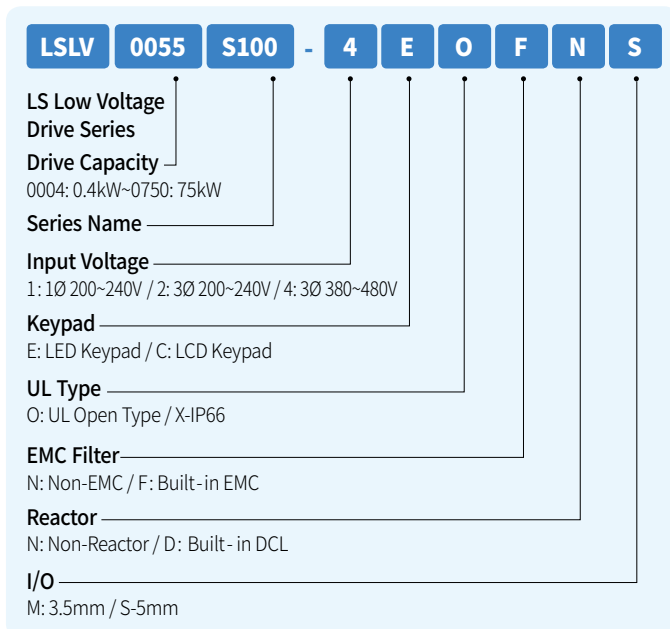 LSLV 0055 S100 - 4 E O F N S
LS Low Voltage
Drive Series
Drive Capacity
0004: 0.4kW~0750: 75kW
Series Name
Input Voltage
1: 1Ø 200~240V / 2: 3Ø 200~240V / 4: 3Ø 380~480V
Keypad
E: LED Keypad / C: LCD Keypad
UL Type
O: UL Open Type / X-IP66
EMC Filter
N: Non-EMC / F: Built-in EMC
Reactor
N: Non-Reactor / D: Built- in DCL
I/O
M: 3.5mm / S-5mm